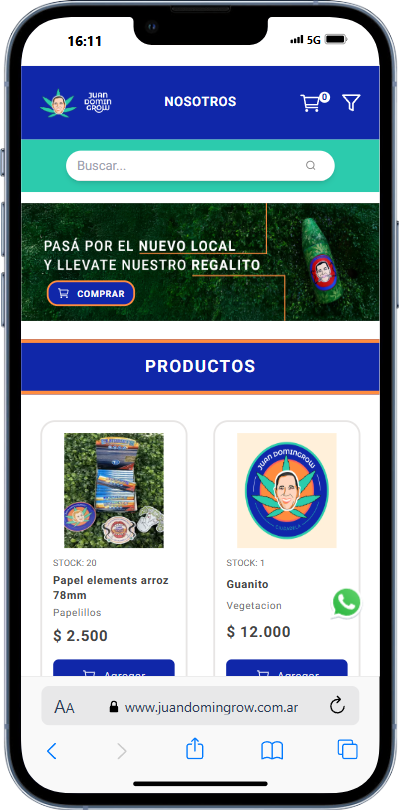 16:11
5G
JUAN
DOMIN
GROW
NOSOTROS
0
Buscar...
PASÁ POR EL NUEVO LOCAL
Y LLEVATE NUESTRO REGALITO
COMPRAR
PRODUCTOS
JUAN DOMINGROW
STOCK: 20
Papel elements arroz
78mm
Papelillos
$ 2.500
Agregar
STOCK: 1
Guanito
Vegetacion
$ 12.000
Agregar
AA
www.juandomingrow.com.ar